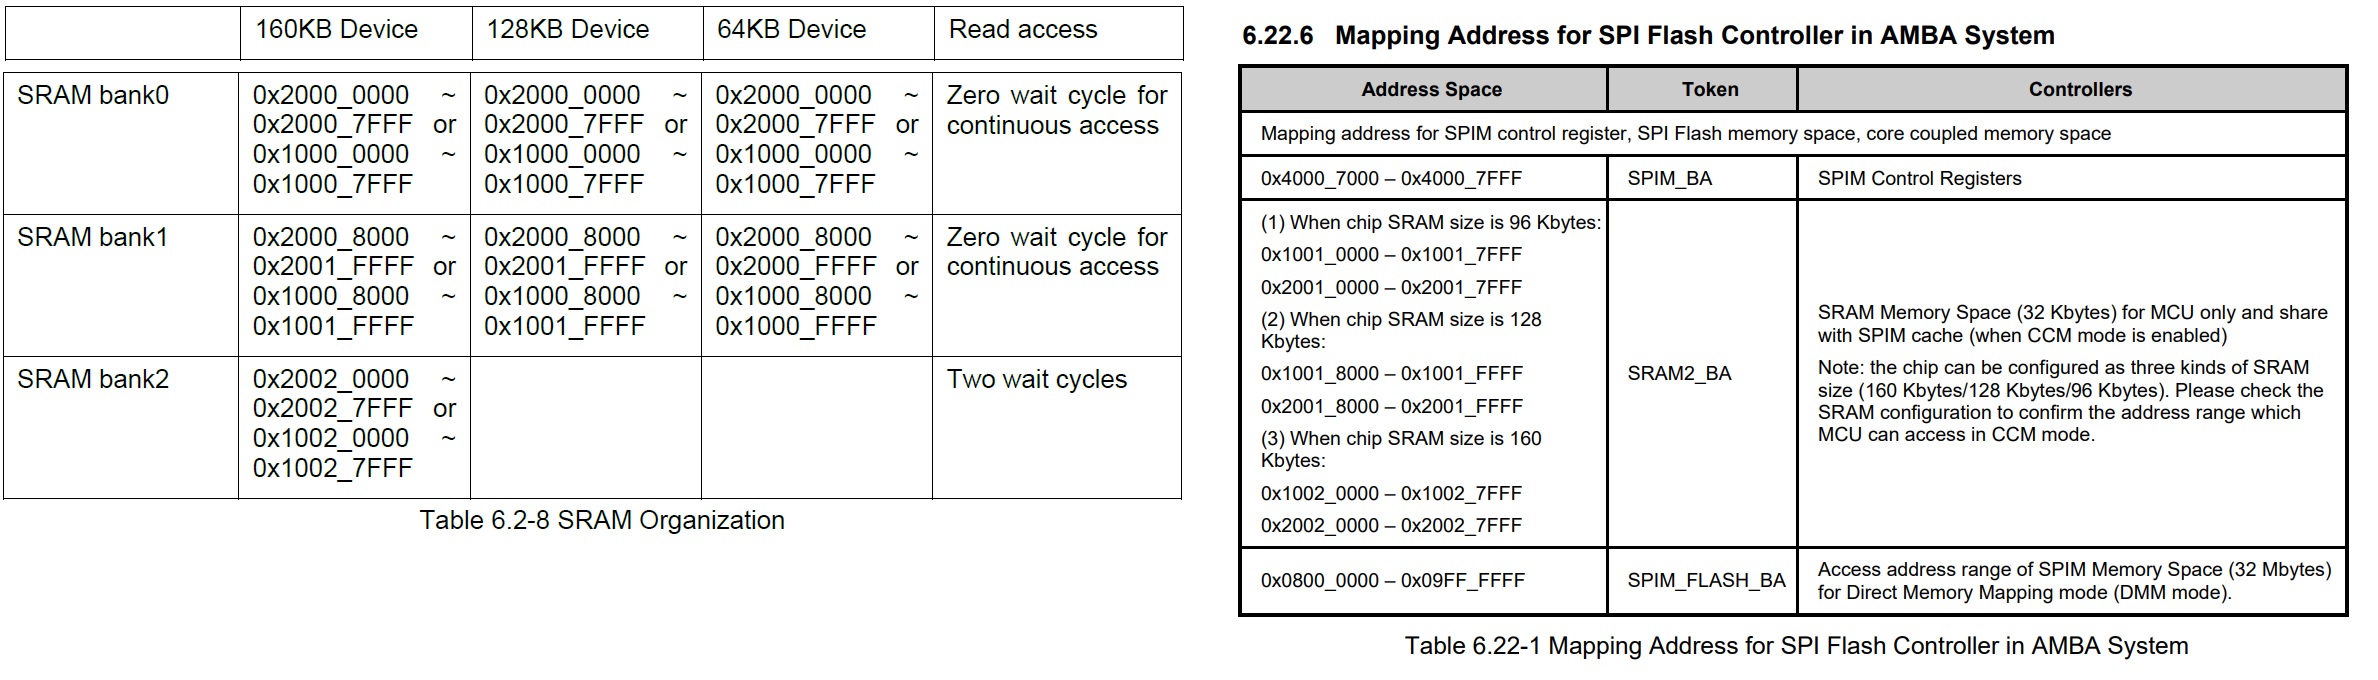 160KB Device 128KB Device 64KB Device Read access
SRAM bank0 0x2000_0000 ~ 0x2000_0000 ~ 0x2000_0000 ~ Zero wait cycle for
0x2000_7FFF or 0x2000_7FFF or 0x2000_7FFF or continuous access
0x1000_0000 ~ 0x1000_0000 ~ 0x1000_0000 ~
0x1000_7FFF 0x1000_7FFF 0x1000_7FFF
SRAM bank1 0x2000_8000 ~ 0x2000_8000 ~ 0x2000_8000 ~ Zero wait cycle for
0x2001_FFFF or 0x2001_FFFF or 0x2000_FFFF or continuous access
0x1000_8000 ~ 0x1000_8000 ~ 0x1000_8000 ~
0x1001_FFFF 0x1001_FFFF 0x1000_FFFF
SRAM bank2 0x2002_0000 ~ Two wait cycles
0x2002_7FFF or
0x1002_0000 ~
0x1002_7FFF
Table 6.2-8 SRAM Organization
6.22.6 Mapping Address for SPI Flash Controller in AMBA System
Address Space Token Controllers
Mapping address for SPIM control register, SPI Flash memory space, core coupled memory space
0x4000_7000 – 0x4000_7FFF SPIM_BA SPIM Control Registers
(1) When chip SRAM size is 96 Kbytes:
0x1001_0000 – 0x1001_7FFF
0x2001_0000 – 0x2001_7FFF
(2) When chip SRAM size is 128
Kbytes:
0x1001_8000 – 0x1001_FFFF
0x2001_8000 – 0x2001_FFFF
(3) When chip SRAM size is 160
Kbytes:
0x1002_0000 – 0x1002_7FFF
0x2002_0000 – 0x2002_7FFF
SRAM2_BA
SRAM Memory Space (32 Kbytes) for MCU only and share
with SPIM cache (when CCM mode is enabled)
Note: the chip can be configured as three kinds of SRAM
size (160 Kbytes/128 Kbytes/96 Kbytes). Please check the
SRAM configuration to confirm the address range which
MCU can access in CCM mode.
0x0800_0000 – 0x09FF_FFFF SPIM_FLASH_BA Access address range of SPIM Memory Space (32 Mbytes)
for Direct Memory Mapping mode (DMM mode).
Table 6.22-1 Mapping Address for SPI Flash Controller in AMBA System